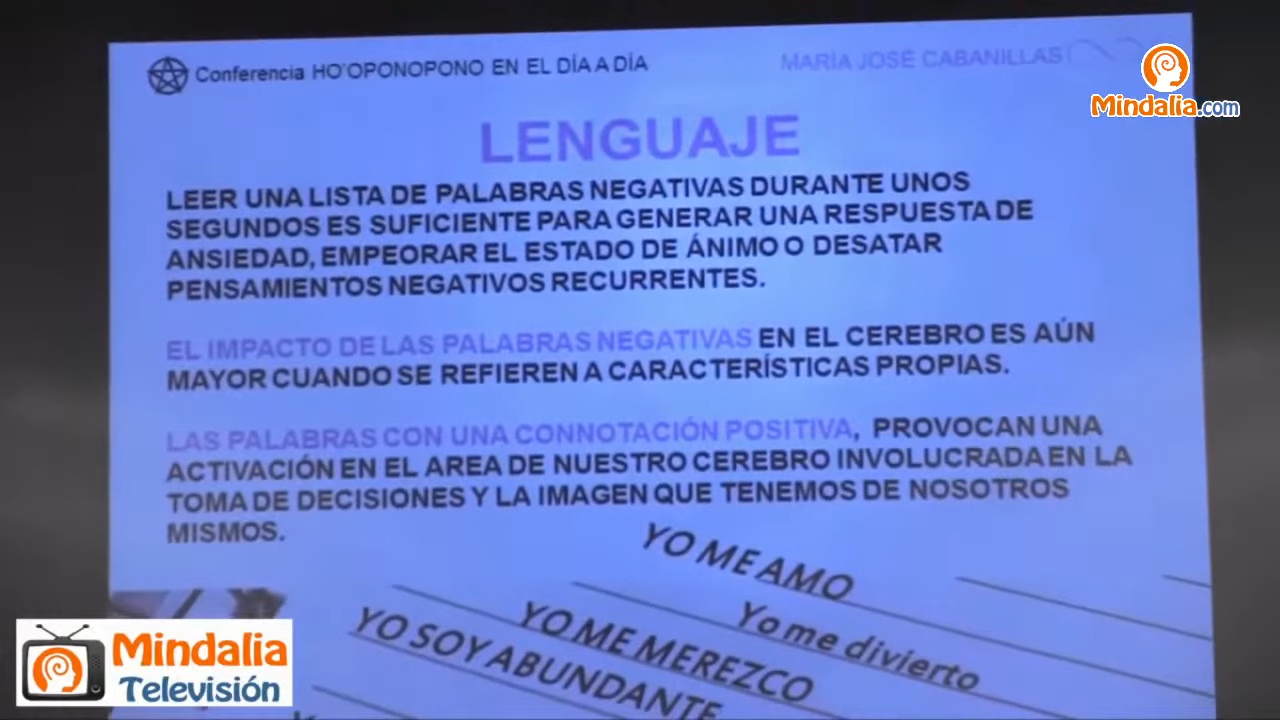 Conferencia HO'OPONOPONO EN EL DÍA A DÍA
MARÍA JOSÉ CABANILLAS
Mindalia.com
LENGUAJE
LEER UNA LISTA DE PALABRAS NEGATIVAS DURANTE UNOS
SEGUNDOS ES SUFICIENTE PARA GENERAR UNA RESPUESTA DE
ANSIEDAD, EMPEORAR EL ESTADO DE ÁNIMO O DESATAR
PENSAMIENTOS NEGATIVOS RECURRENTES.
EL IMPACTO DE LAS PALABRAS NEGATIVAS EN EL CEREBRO ES AÚN
MAYOR CUANDO SE REFIEREN A CARACTERÍSTICAS PROPIAS.
LAS PALABRAS CON UNA CONNOTACIÓN POSITIVA, PROVOCAN UNA
ACTIVACIÓN EN EL AREA DE NUESTRO CEREBRO INVOLUCRADA EN LA
TOMA DE DECISIONES Y LA IMAGEN QUE TENEMOS DE NOSOTROS
MISMOS.
YO ME AMO
Yo me divierto
YO ME MEREZCO
YO SOY ABUNDANTE
Mindalia
Televisión